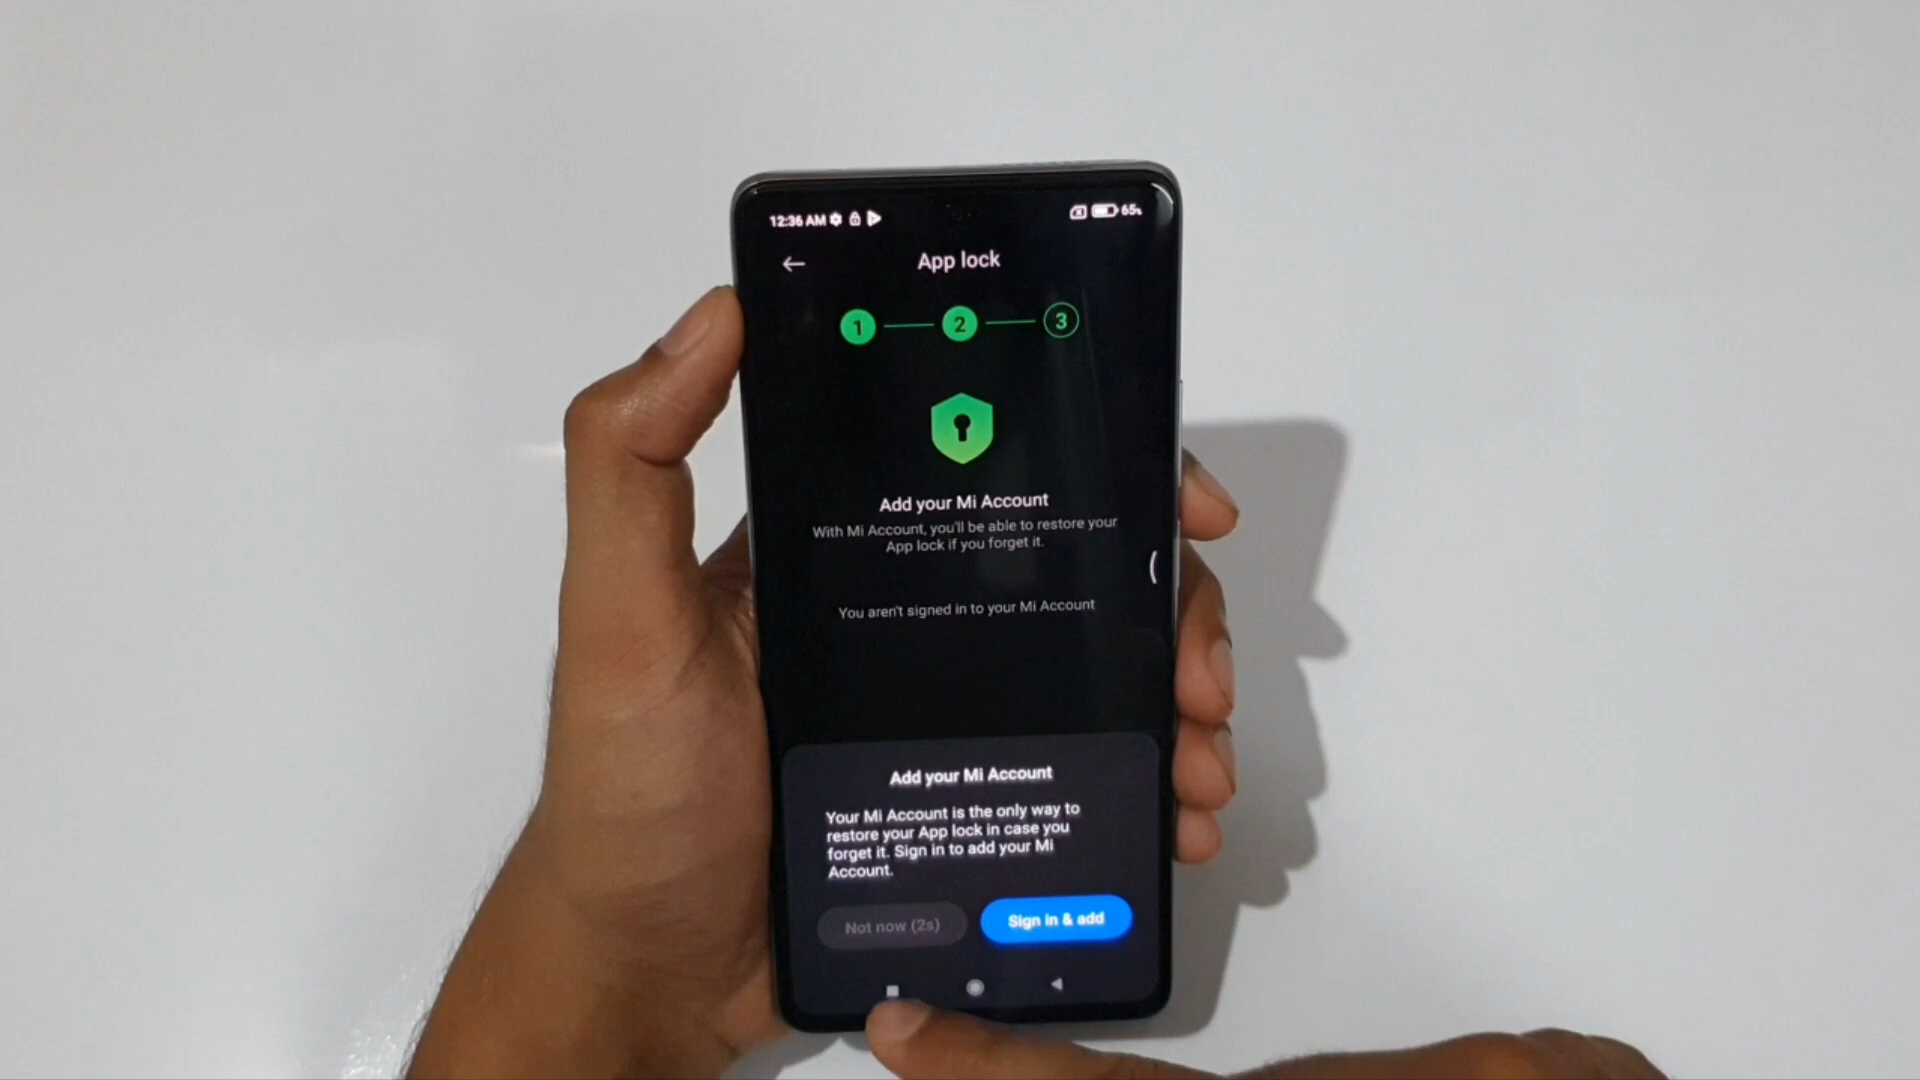 12:36 AM 65%
App lock
1 2 3
Add your Mi Account
With Mi Account, you'll be able to restore your
App lock if you forget it.
You aren't signed in to your Mi Account
Add your Mi Account
Your Mi Account is the only way to
restore your App lock in case you
forget it. Sign in to add your Mi
Account.
Not now (2s) Sign in & add